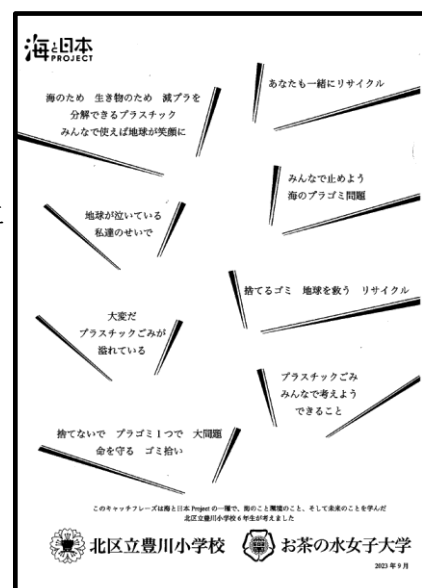 海と日本
PROJECT
海のため 生き物のため 減プラを
分解できるプラスチック
みんなで使えば地球が笑顔に
あなたも一緒にリサイクル
みんなで止めよう
海のプラゴミ問題
地球が泣いている
私達のせいで
捨てるゴミ 地球を救う リサイクル
大変だ
プラスチックごみが
溢れている
プラスチックごみ
みんなで考えよう
できること
捨てないで プラゴミ1つで 大問題
命を守る ゴミ拾い
このキャッチフレーズは海と日本 Project の一環で、海のこと環境のこと、そして未来のことを学んだ
北区立豊川小学校 6 年生が考えました
北区立豊川小学校
お茶の水女子大学
2023 年 9 月